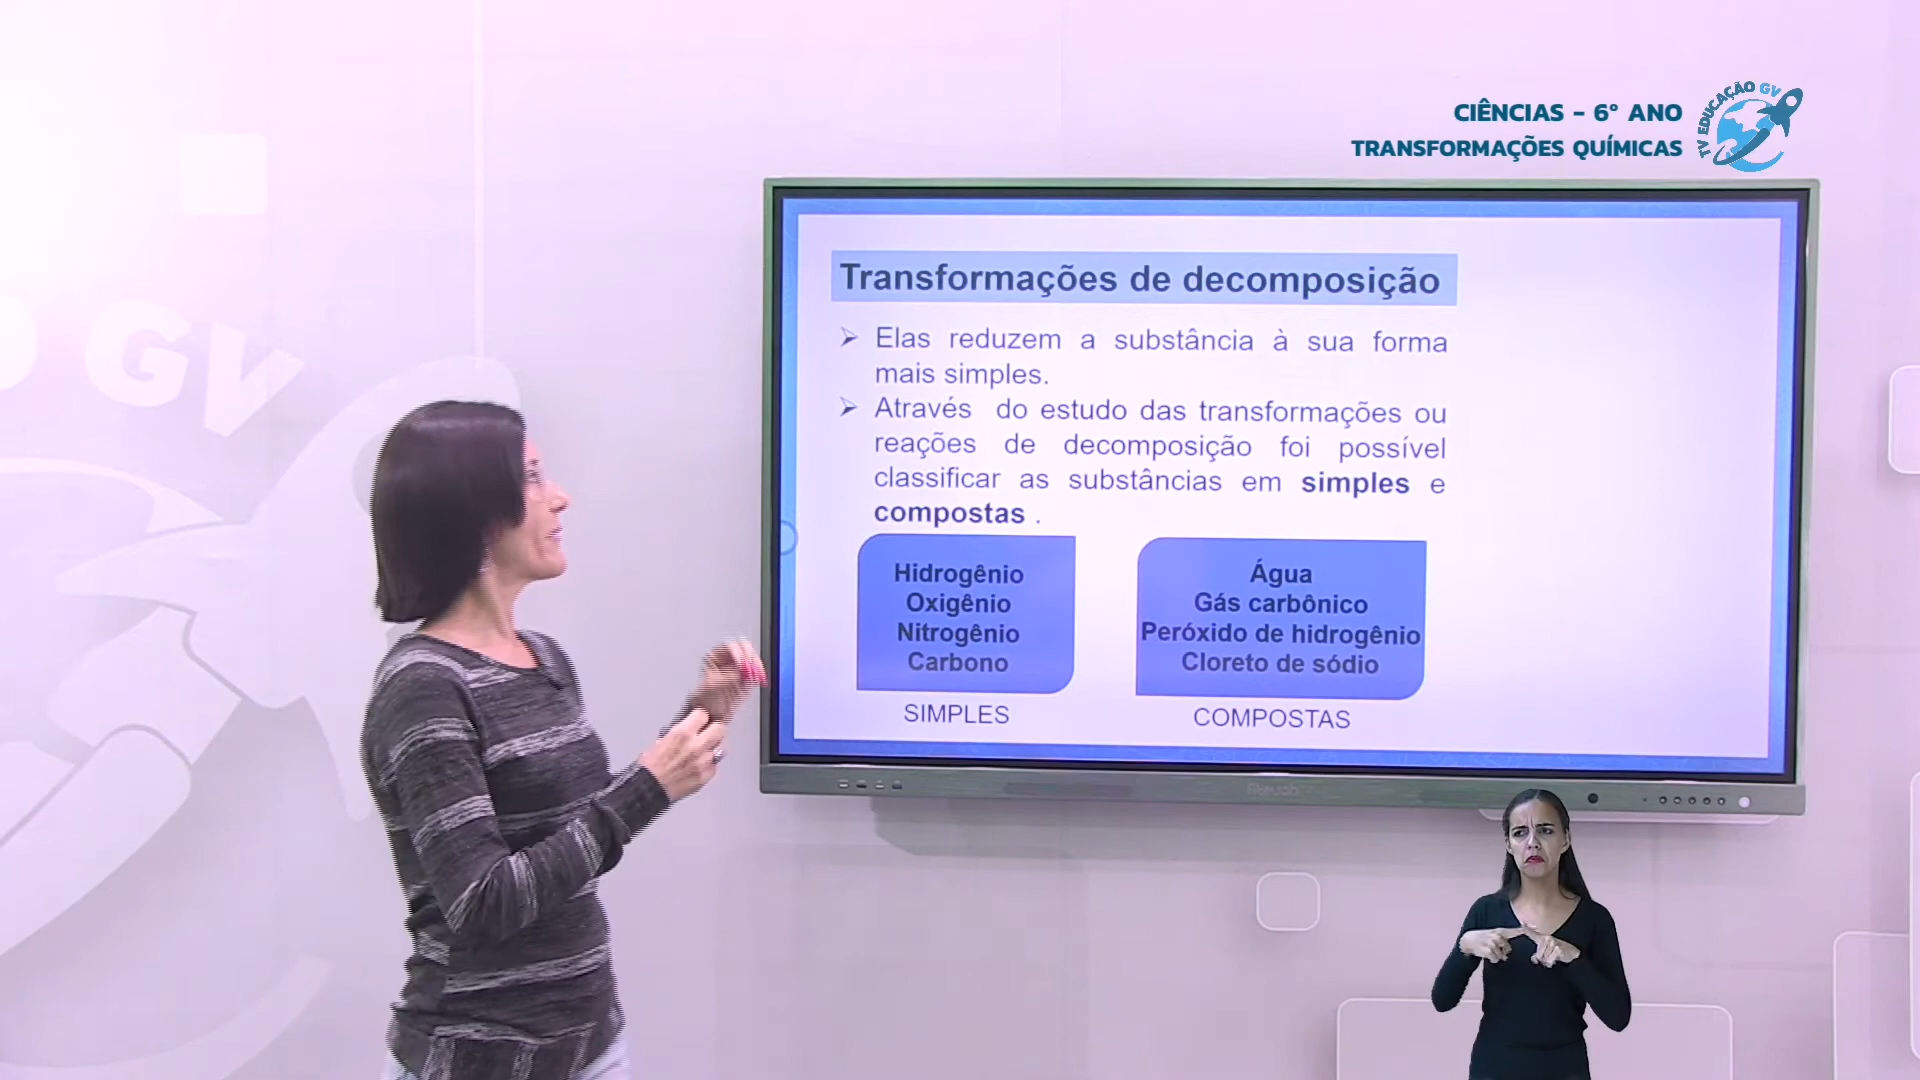 CIÊNCIAS - 6º ANO
TRANSFORMAÇÕES QUÍMICAS
TV EDUCAÇÃO GV
Transformações de decomposição
Elas reduzem a substância à sua forma
mais simples.
Através do estudo das transformações ou
reações de decomposição foi possível
classificar as substâncias em simples e
compostas .
Hidrogênio
Oxigênio
Nitrogênio
Carbono
SIMPLES
Água
Gás carbônico
Peróxido de hidrogênio
Cloreto de sódio
COMPOSTAS
GV